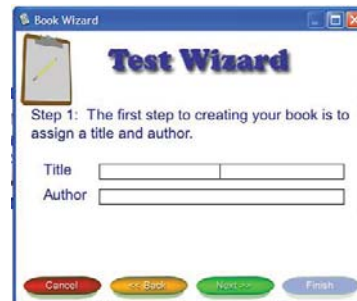 Book Wizard
Test Wizard
Step 1:  The first step to creating your book is to
assign a title and author.
Title
Author
Cancel
<< Back
Next >>
Finish